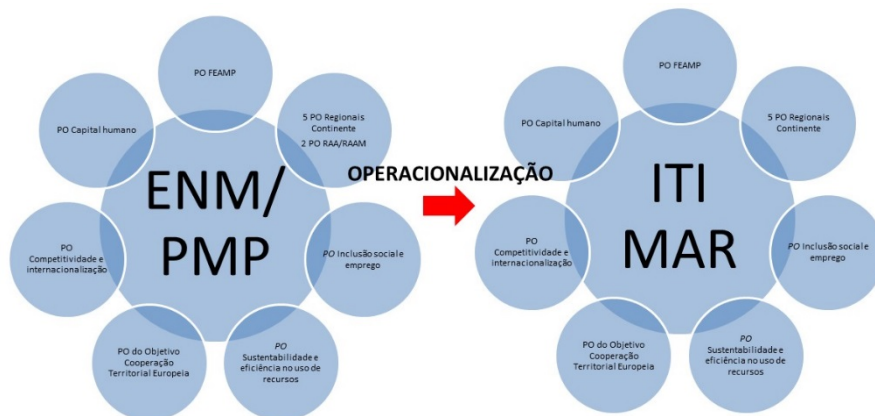 PO FEAMP
PO Capital humano
5 PO Regionais
Continente
2 PO RAA/RAAM
ENM/
PMP
PO
Competitividade e
internacionalização
PO Inclusão social e
emprego
PO do Objetivo
Cooperação
Territorial Europeia
PO
Sustentabilidade e
eficiência no uso de
recursos
OPERACIONALIZAÇÃO
PO FEAMP
PO Capital humano
5 PO Regionais
Continente
ITI
MAR
PO
Competitividade e
internacionalização
PO Inclusão social e
emprego
PO do Objetivo
Cooperação
Territorial Europeia
PO
Sustentabilidade e
eficiência no uso de
recursos